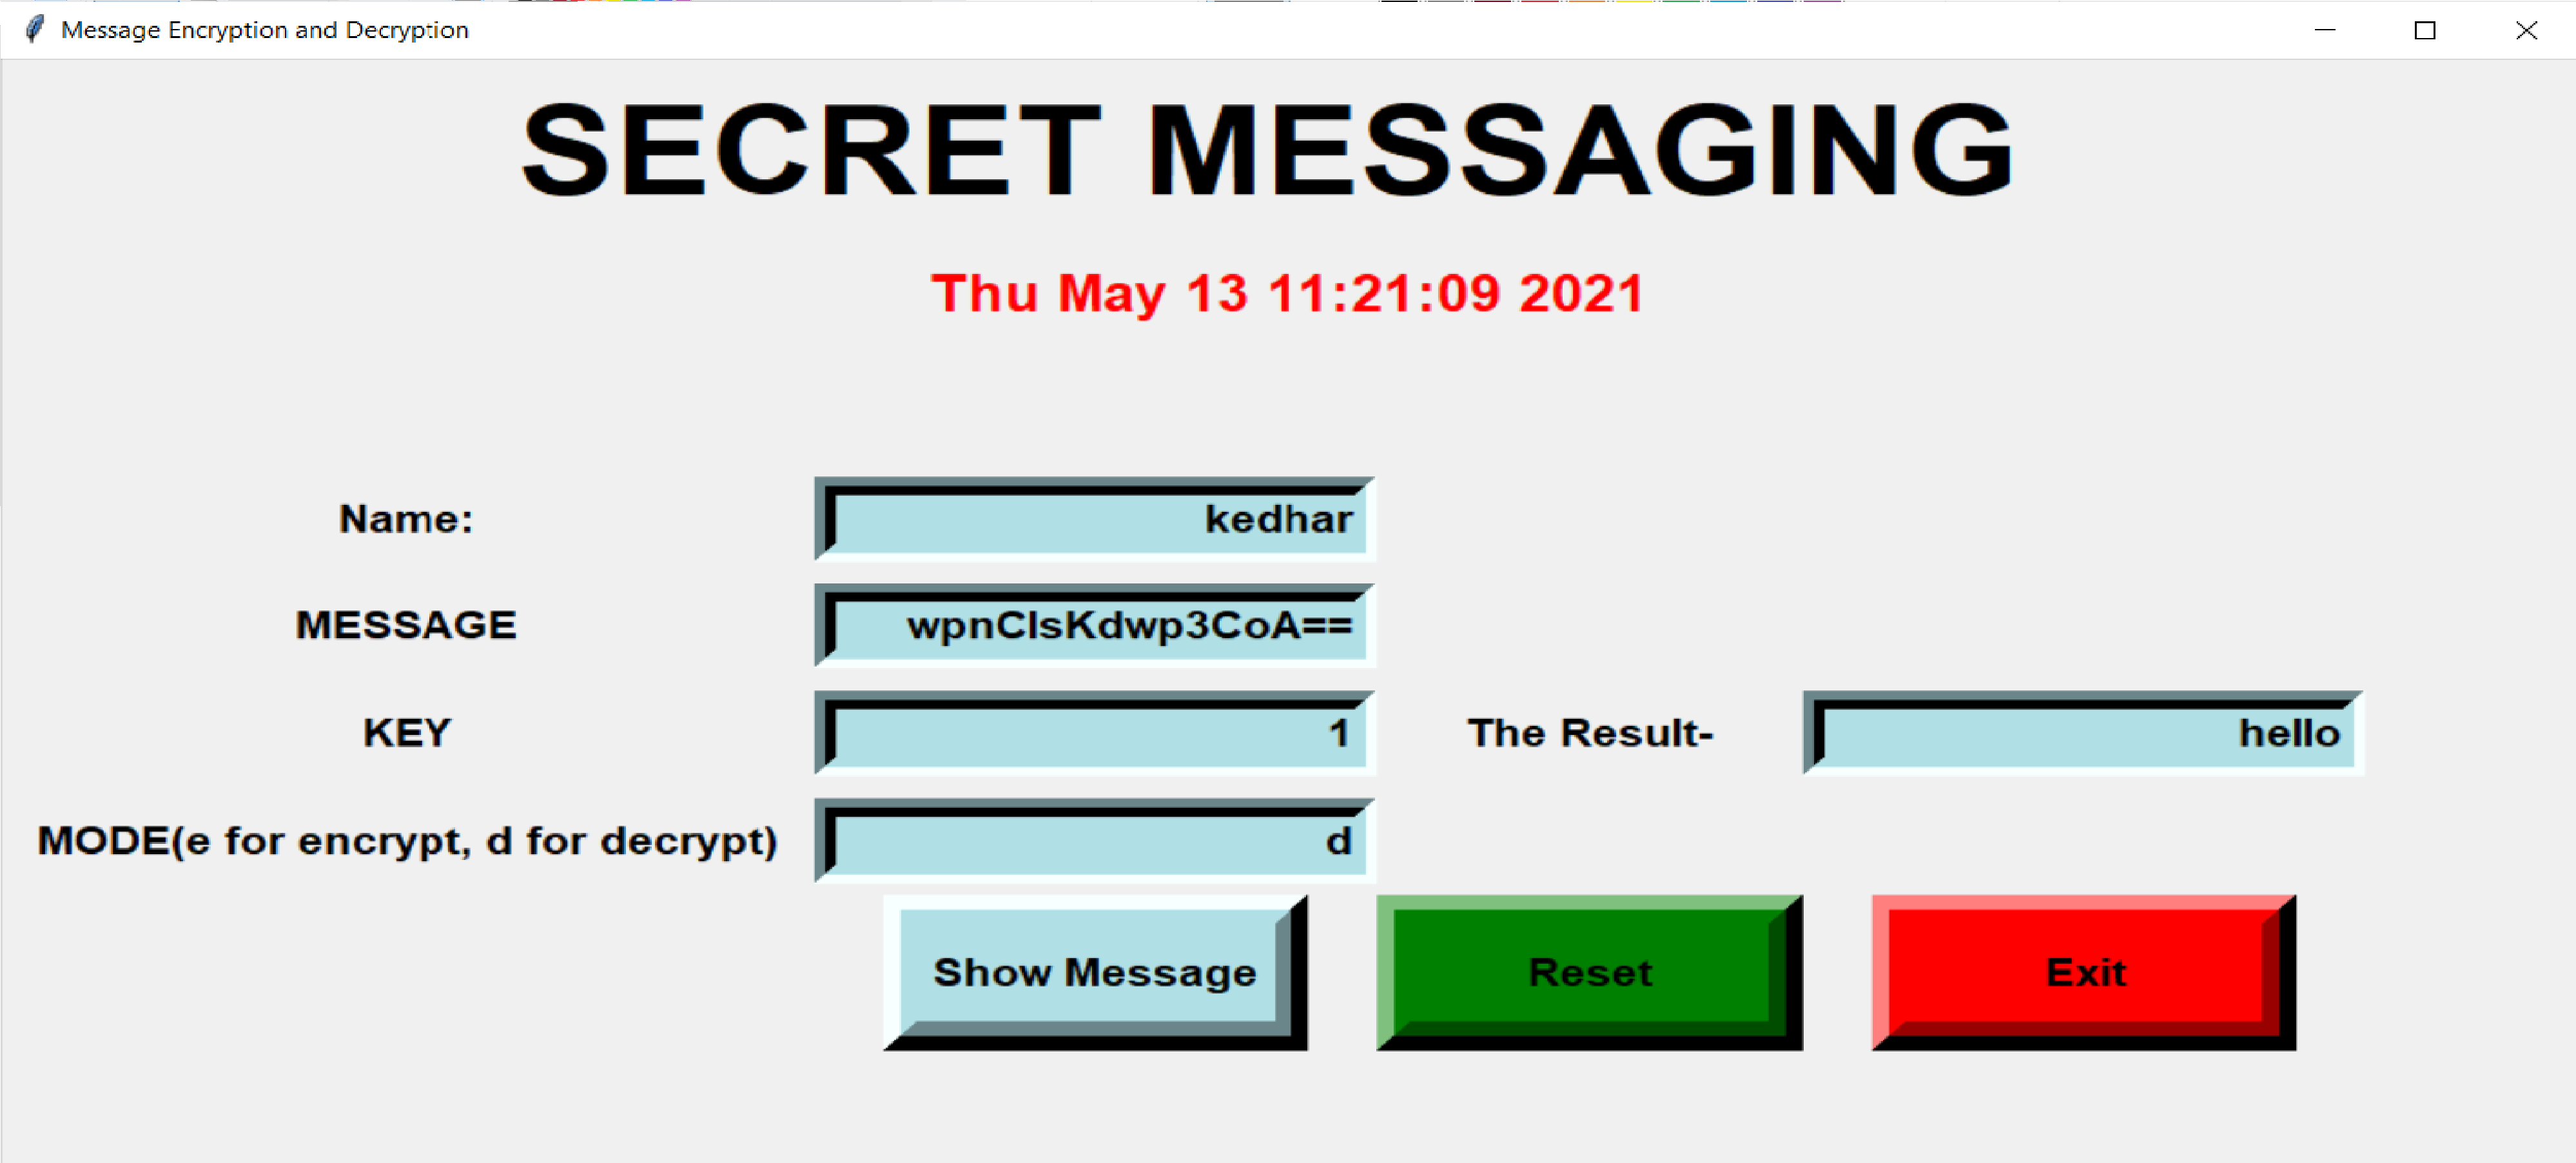 Message Encryption and Decryption
SECRET MESSAGING
Thu May 13 11:21:09 2021
Name: kedhar
MESSAGE wpnClsKdwp3CoA==
KEY 1 The Result- hello
MODE(e for encrypt, d for decrypt) d
Show Message Reset Exit